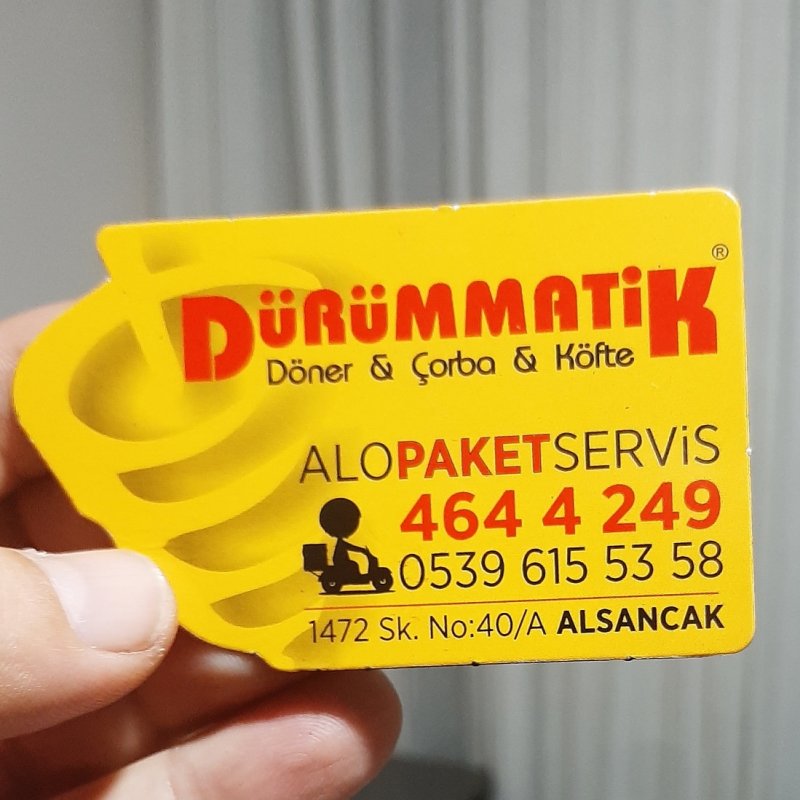 DÜRÜMMATİK®
Döner & Çorba & Köfte
ALOPAKETSERVİS
464 4 249
0539 615 53 58
1472 Sk. No:40/A ALSANCAK